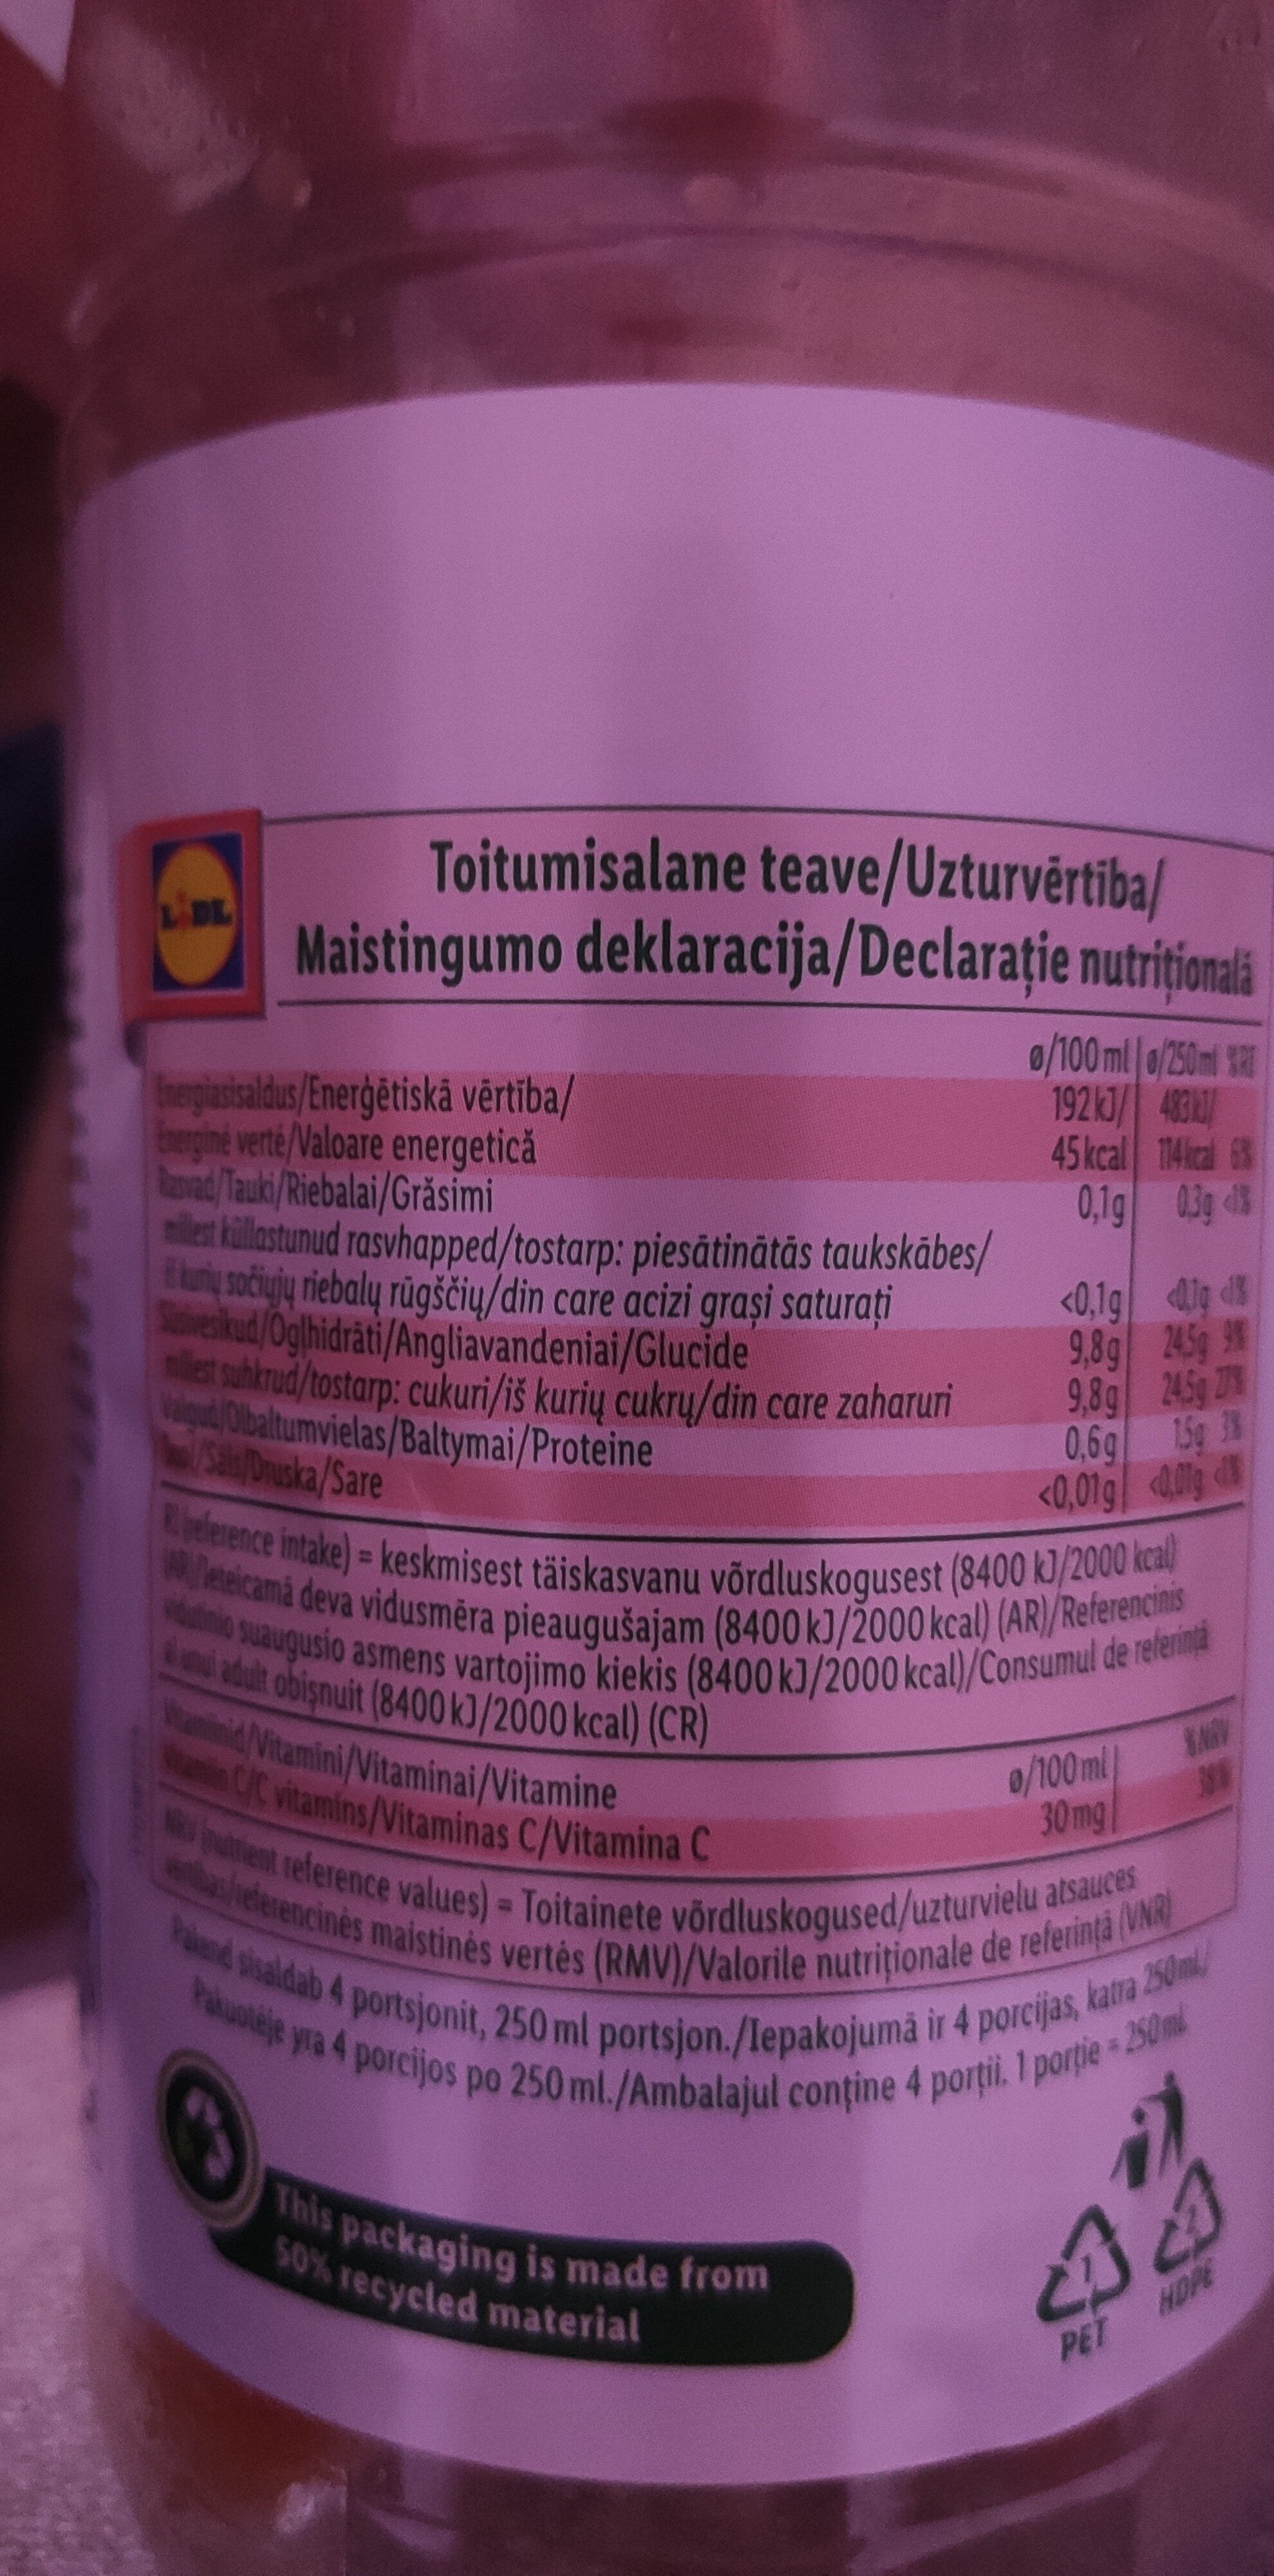 LIDL
Toitumisalane teave/Uzturvērtība/
Maistingumo deklaracija/Declarație nutrițională
ø/100 ml ø/250 ml %RI
Energiasisaldus/Enerģētiskā vērtība/ 192 kJ/ 483 kJ/
Energinė vertė/Valoare energetică 45 kcal 114 kcal 6%
Rasvad/Tauki/Riebalai/Grăsimi 0,1g 0,3g <1%
millest küllastunud rasvhapped/tostarp: piesātinātās taukskābes/
iš kurių sočiųjų riebalų rūgščių/din care acizi grași saturați <0,1g <0,1g <1%
Süsivesikud/Ogļhidrāti/Angliavandeniai/Glucide 9,8g 24,5g 9%
millest suhkrud/tostarp: cukuri/iš kurių cukrų/din care zaharuri 9,8g 24,5g 27%
Valgud/Olbaltumvielas/Baltymai/Proteine 0,6g 1,5g 3%
Sool/Sāls/Druska/Sare <0,01g <0,01g <1%
RI (reference intake) = keskmisest täiskasvanu võrdluskogusest (8400 kJ/2000 kcal)
(AR)/Ieteicamā deva vidusmēra pieaugušajam (8400 kJ/2000 kcal) (AR)/Referencinis
vidutinio suaugusio asmens vartojimo kiekis (8400 kJ/2000 kcal)/Consumul de referință
al unui adult obișnuit (8400 kJ/2000 kcal) (CR)
Vitamiinid/Vitamīni/Vitaminai/Vitamine ø/100 ml %NRV
Vitamiin C/C vitamīns/Vitaminas C/Vitamina C 30 mg 38%
NRV (nutrient reference values) = Toitainete võrdluskogused/uzturvielu atsauces
vērtības/referencinės maistinės vertės (RMV)/Valorile nutriționale de referință (VNR)
Pakend sisaldab 4 portsjonit, 250 ml portsjon./Iepakojumā ir 4 porcijas, katra 250 ml./
Pakuotėje yra 4 porcijos po 250 ml./Ambalajul conține 4 porții. 1 porție = 250 ml.
This packaging is made from
50% recycled material
1
PET
2
HDPE